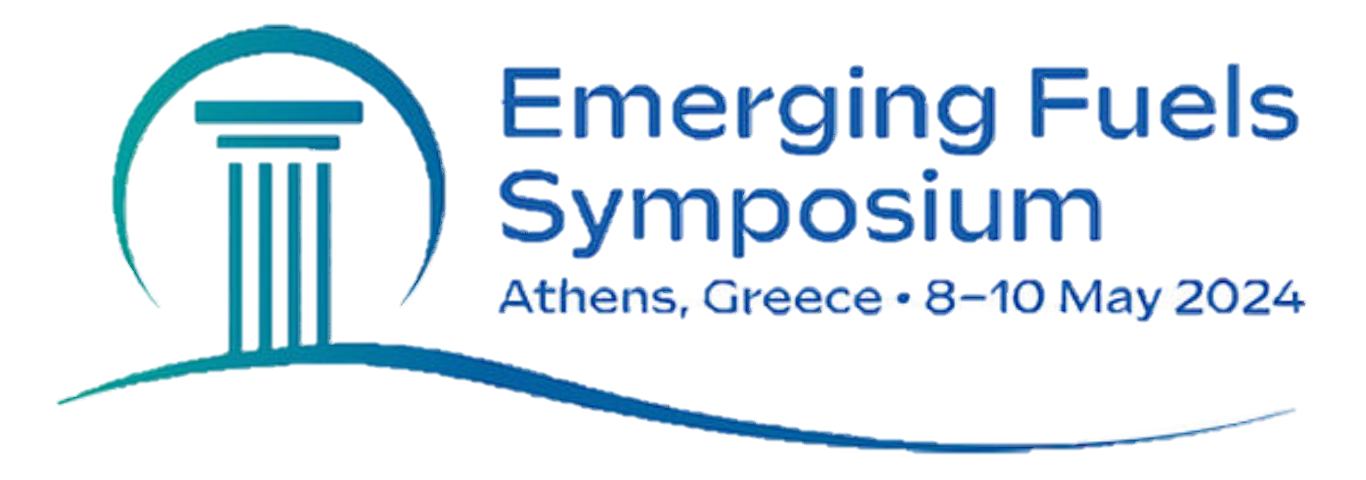 Emerging Fuels
Symposium
Athens, Greece • 8–10 May 2024